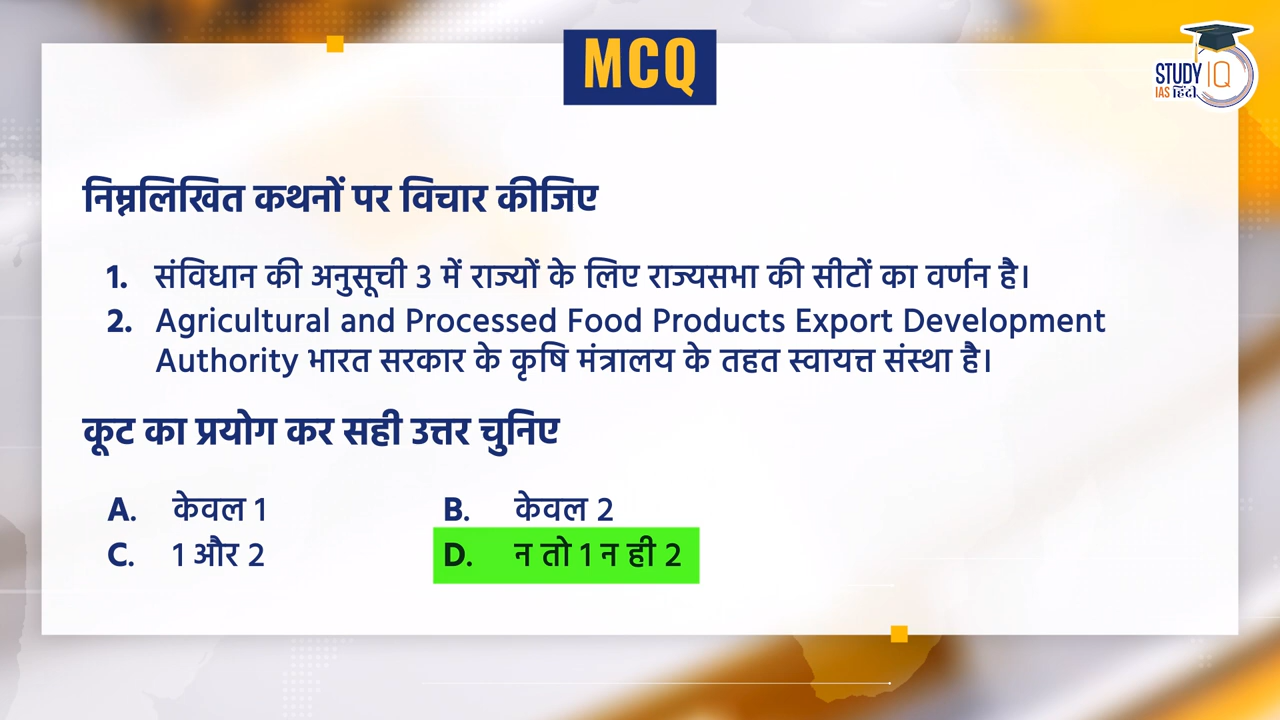 MCQ
STUDY IQ
IAS हिंदी
निम्नलिखित कथनों पर विचार कीजिए
1. संविधान की अनुसूची 3 में राज्यों के लिए राज्यसभा की सीटों का वर्णन है।
2. Agricultural and Processed Food Products Export Development
Authority भारत सरकार के कृषि मंत्रालय के तहत स्वायत्त संस्था है।
कूट का प्रयोग कर सही उत्तर चुनिए
A. केवल 1 B. केवल 2
C. 1 और 2 D. न तो 1 न ही 2